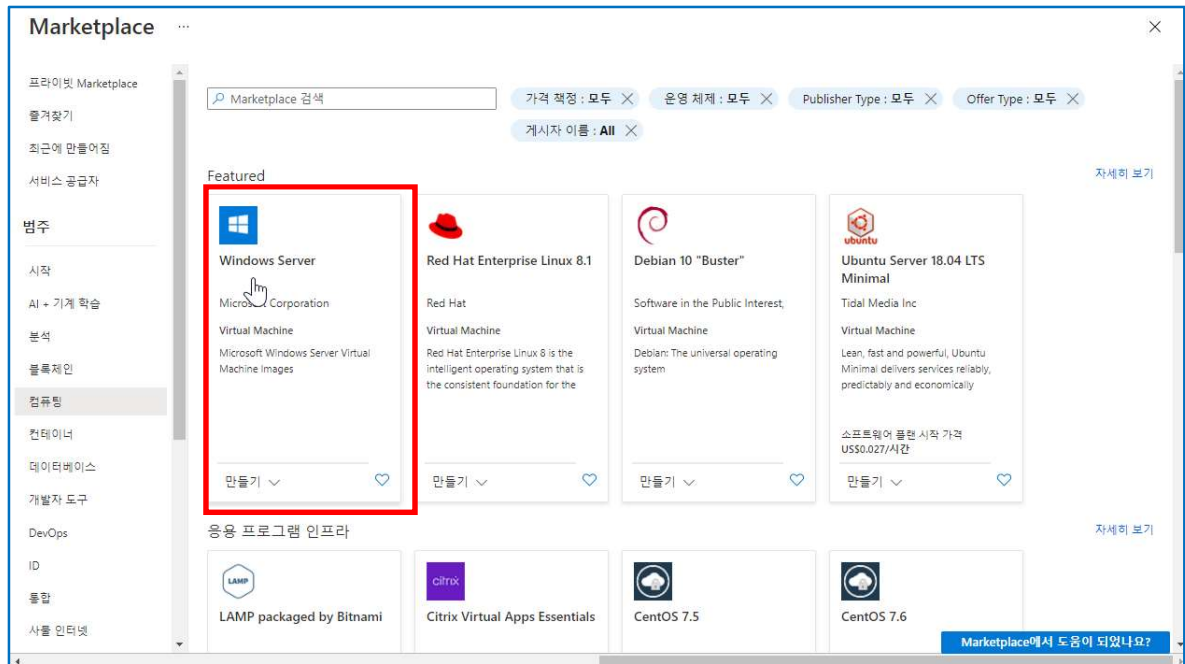 Marketplace ...
프라이빗 Marketplace
즐겨찾기
최근에 만들어짐
서비스 공급자
범주
시작
AI + 기계 학습
분석
블록체인
컴퓨팅
컨테이너
데이터베이스
개발자 도구
DevOps
ID
통합
사물 인터넷
Marketplace 검색
가격 책정 : 모두
운영 체제 : 모두
Publisher Type : 모두
Offer Type : 모두
게시자 이름 : All
Featured
자세히 보기
Windows Server
Microsoft Corporation
Virtual Machine
Microsoft Windows Server Virtual
Machine Images
만들기
Red Hat Enterprise Linux 8.1
Red Hat
Virtual Machine
Red Hat Enterprise Linux 8 is the
intelligent operating system that is
the consistent foundation for the
만들기
Debian 10 "Buster"
Software in the Public Interest,
Virtual Machine
Debian: The universal operating
system
만들기
ubuntu
Ubuntu Server 18.04 LTS
Minimal
Tidal Media Inc
Virtual Machine
Lean, fast and powerful, Ubuntu
Minimal delivers services reliably,
predictably and economically
소프트웨어 플랜 시작 가격
US$0.027/시간
만들기
응용 프로그램 인프라
자세히 보기
LAMP
LAMP packaged by Bitnami
citrix
Citrix Virtual Apps Essentials
CentOS 7.5
CentOS 7.6
Marketplace에서 도움이 되었나요?